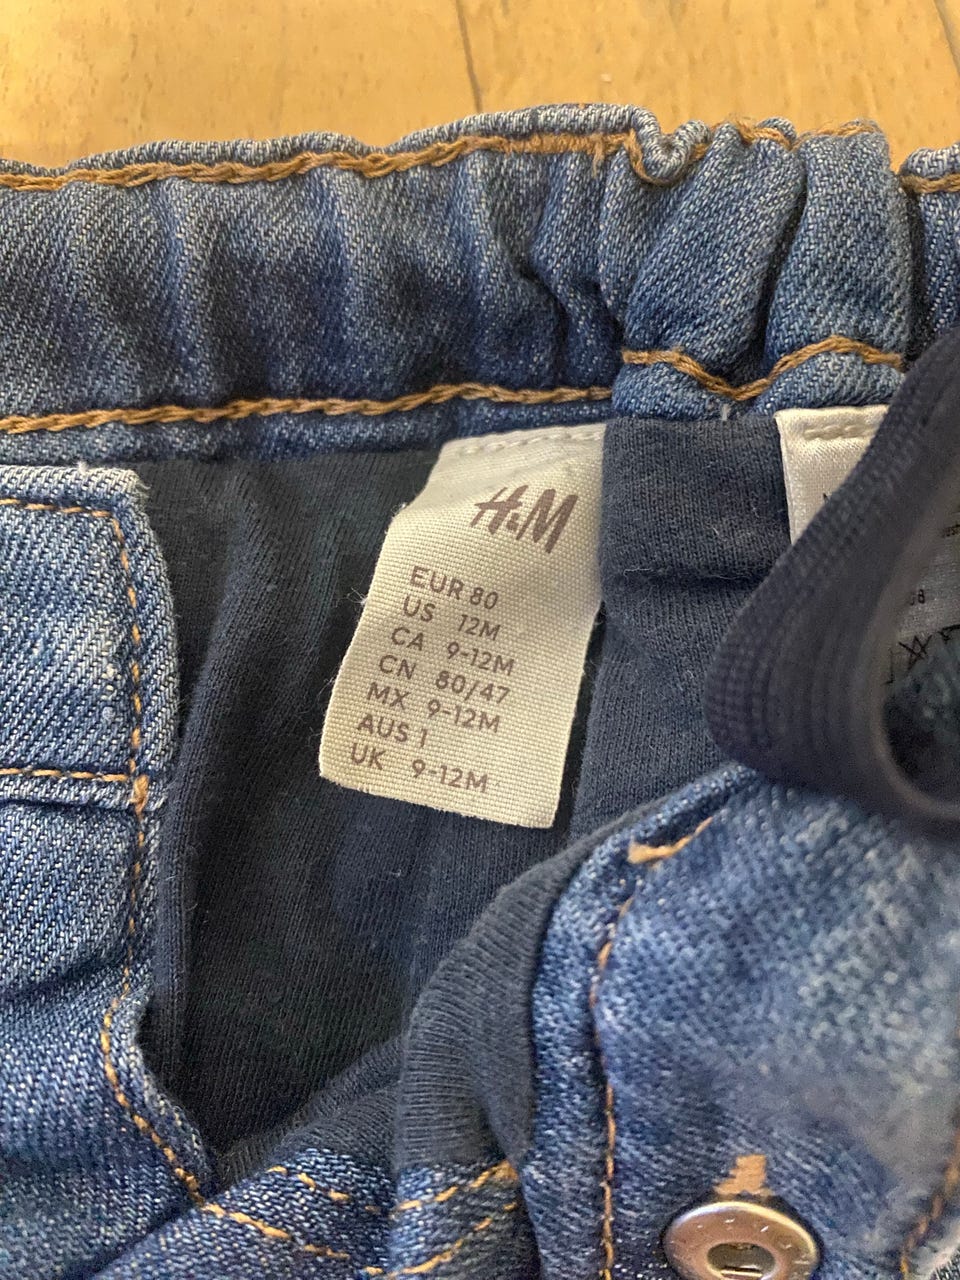 H&M
EUR 80
US 12M
CA 9-12M
CN 80/47
MX 9-12M
AUS 1
UK 9-12M